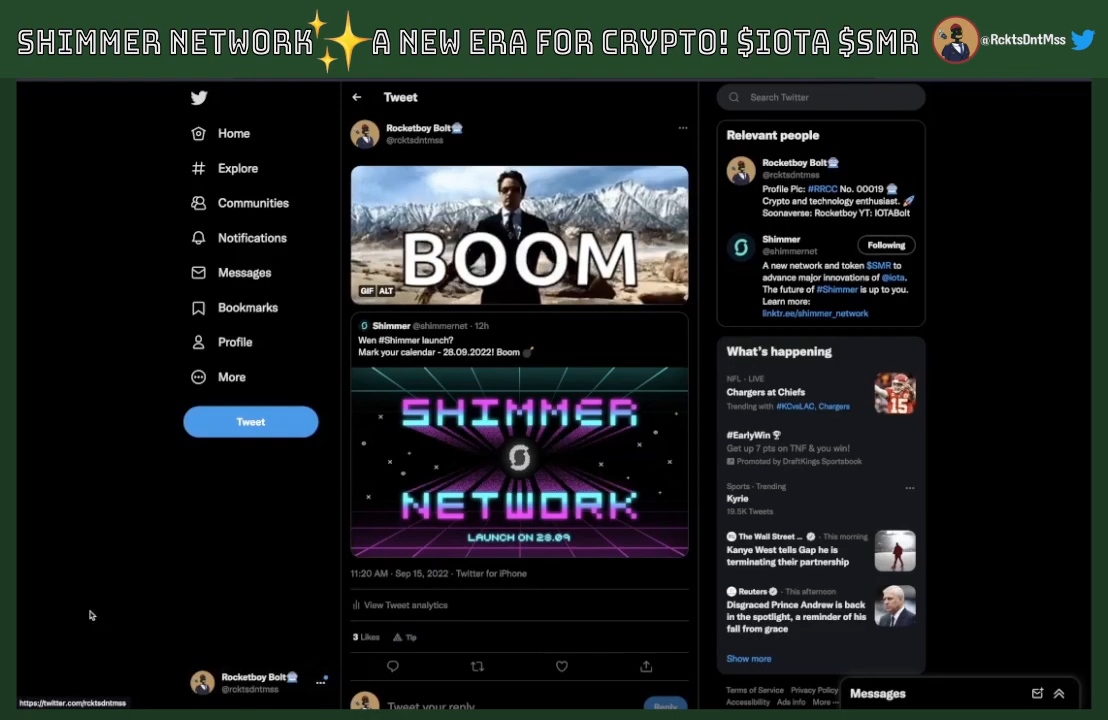 SHIMMER NETWORK✨A NEW ERA FOR CRYPTO! $IOTA $SMR
@RcktsDntMss
Home
Explore
Communities
Notifications
Messages
Bookmarks
Profile
More
Tweet
Rocketboy Bolt
@rcktsdntmss
https://twitter.com/rcktsdntmss
Tweet
Rocketboy Bolt
@rcktsdntmss
BOOM
GIF ALT
Shimmer @shimmernet · 12h
Wen #Shimmer launch?
Mark your calendar - 28.09.2022! Boom 💣
SHIMMER
NETWORK
LAUNCH ON 28.09
11:20 AM · Sep 15, 2022 · Twitter for iPhone
View Tweet analytics
3 Likes
Tip
Tweet your reply
Reply
Search Twitter
Relevant people
Rocketboy Bolt
@rcktsdntmss
Profile Pic: #RRCC No. 00019
Crypto and technology enthusiast. 🚀
Soonaverse: Rocketboy YT: IOTABolt
Shimmer
@shimmernet
Following
A new network and token $SMR to
advance major innovations of @iota.
The future of #Shimmer is up to you.
Learn more:
linktr.ee/shimmer_network
What's happening
NFL · LIVE
Chargers at Chiefs
Trending with #KCvsLAC, Chargers
#EarlyWin 🏆
Get up 7 pts on TNF & you win!
Promoted by DraftKings Sportsbook
Sports · Trending
Kyrie
19.5K Tweets
The Wall Street ... · This morning
Kanye West tells Gap he is
terminating their partnership
Reuters · This afternoon
Disgraced Prince Andrew is back
in the spotlight, a reminder of his
fall from grace
Show more
Terms of Service Privacy Policy
Accessibility Ads info More ...
Messages